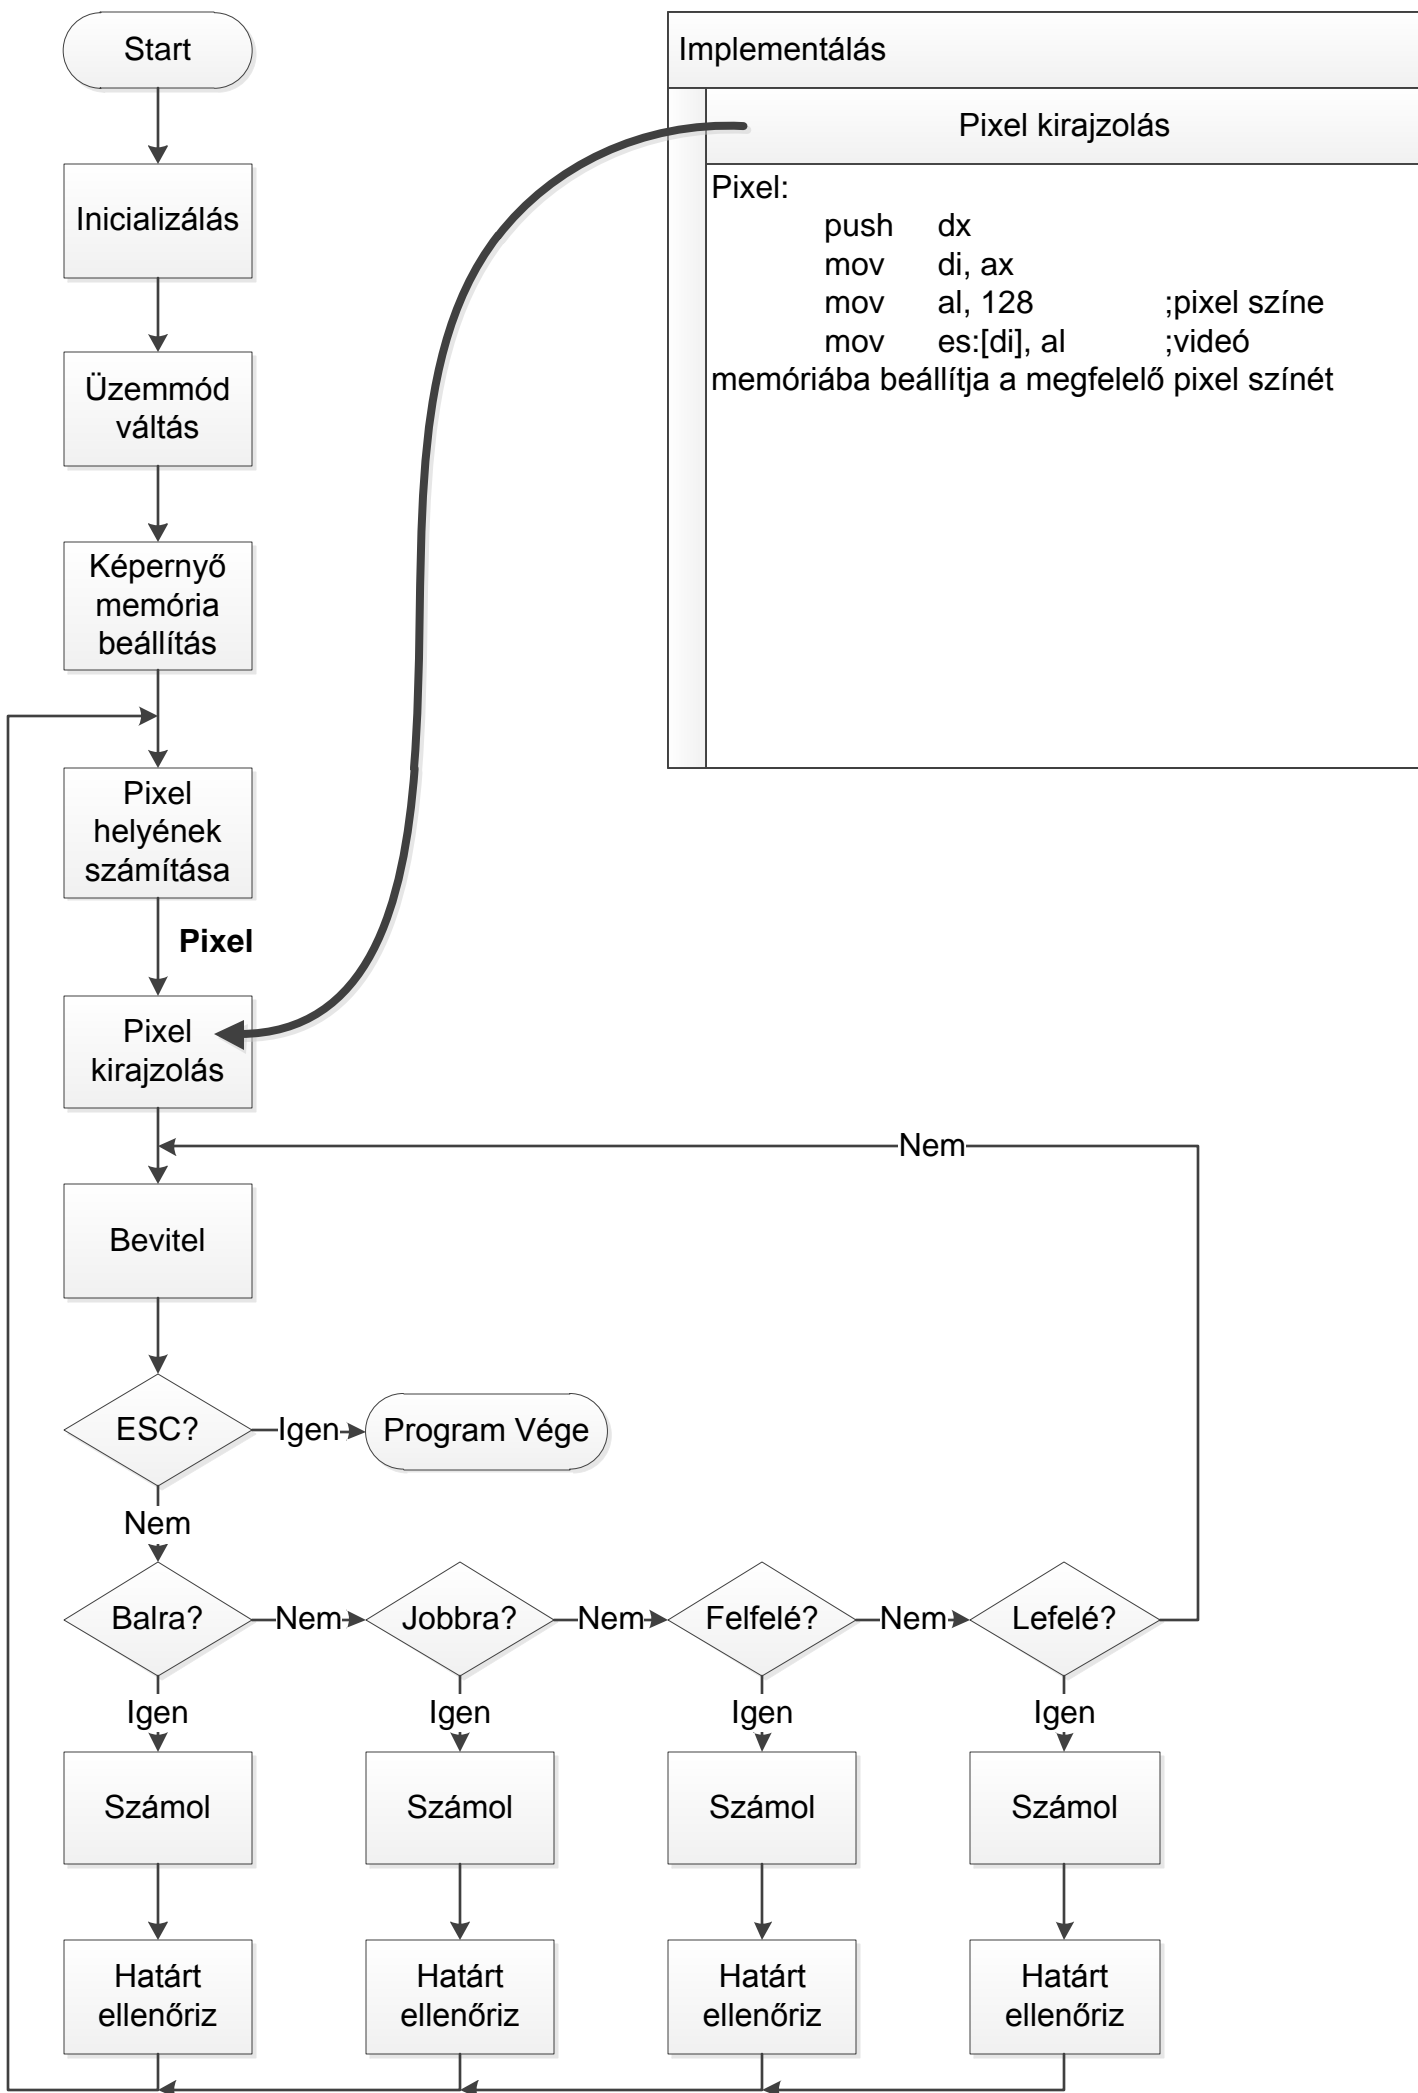 Start
Inicializálás
Üzemmód
váltás
Képernyő
memória
beállítás
Pixel
helyének
számítása
Pixel
Pixel
kirajzolás
Implementálás
Pixel kirajzolás
Pixel:
push dx
mov di, ax
mov al, 128 ;pixel színe
mov es:[di], al ;videó
memóriába beállítja a megfelelő pixel színét
Nem
Bevitel
ESC?
Igen
Program Vége
Nem
Balra?
Nem
Jobbra?
Nem
Felfelé?
Nem
Lefelé?
Igen
Igen
Igen
Igen
Számol
Számol
Számol
Számol
Határt
ellenőriz
Határt
ellenőriz
Határt
ellenőriz
Határt
ellenőriz